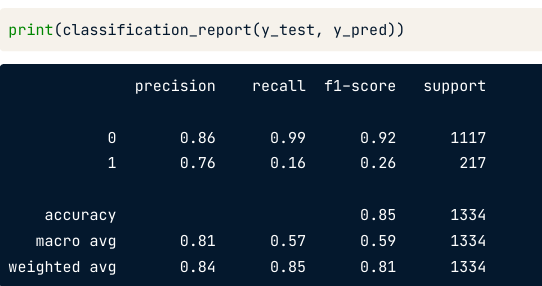 print(classification_report(y_test, y_pred))
precision recall f1-score support
0 0.86 0.99 0.92 1117
1 0.76 0.16 0.26 217
accuracy 0.85 1334
macro avg 0.81 0.57 0.59 1334
weighted avg 0.84 0.85 0.81 1334